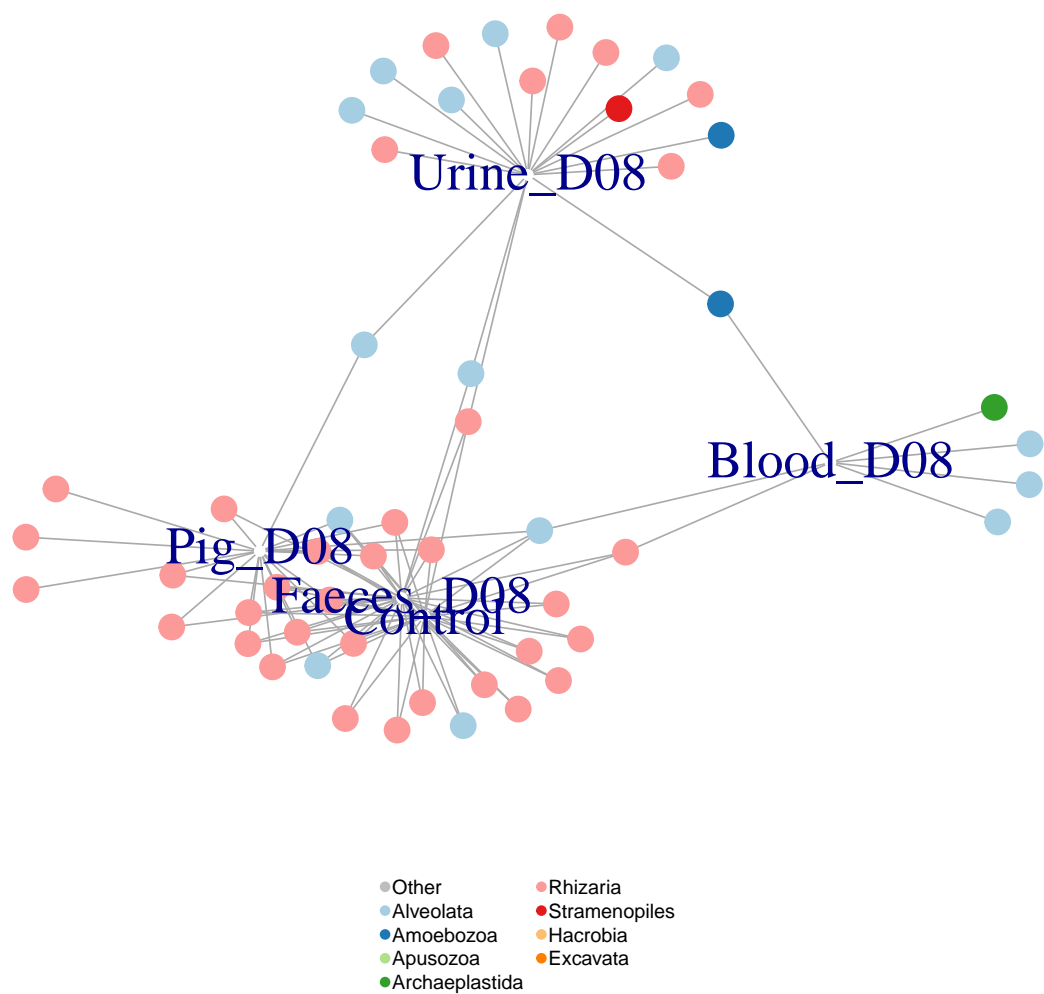 Urine_D08
Blood_D08
Pig_D08
Faeces_D08
Control
Other
Alveolata
Amoebozoa
Apusozoa
Archaeplastida
Rhizaria
Stramenopiles
Hacrobia
Excavata